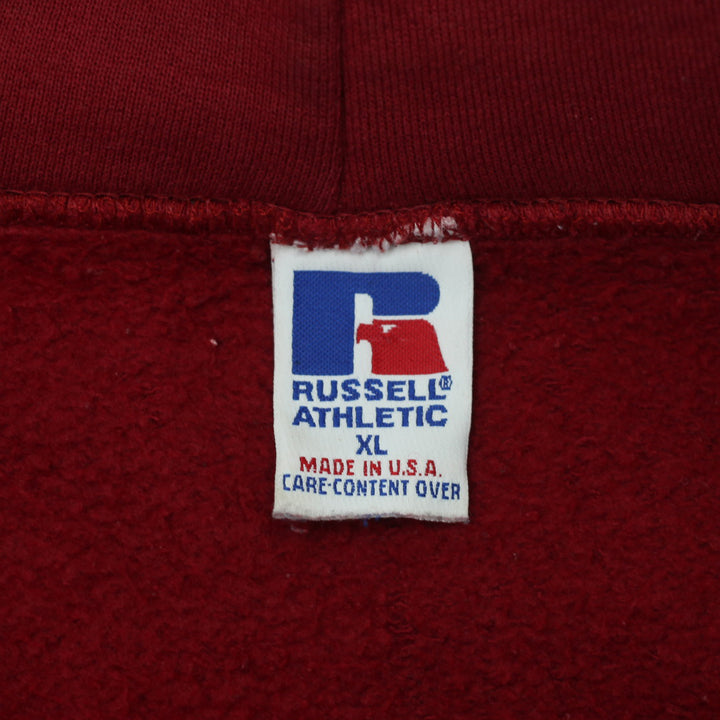 RUSSELL®
ATHLETIC
XL
MADE IN U.S.A.
CARE-CONTENT OVER